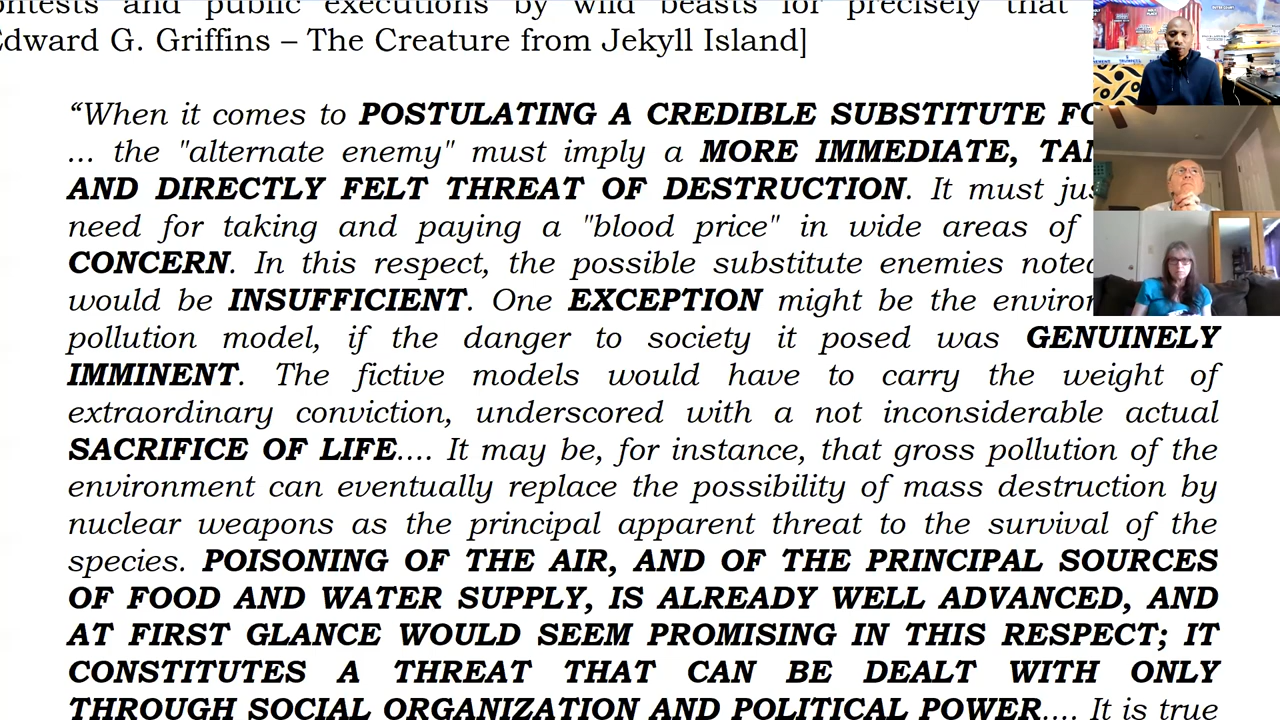 contests and public executions by wild beasts for precisely that
Edward G. Griffins – The Creature from Jekyll Island]
“When it comes to POSTULATING A CREDIBLE SUBSTITUTE
... the "alternate enemy" must imply a MORE IMMEDIATE,
AND DIRECTLY FELT THREAT OF DESTRUCTION. It must
need for taking and paying a "blood price" in wide areas of
CONCERN. In this respect, the possible substitute enemies
would be INSUFFICIENT. One EXCEPTION might be the
pollution model, if the danger to society it posed was GENUINELY
IMMINENT. The fictive models would have to carry the weight of
extraordinary conviction, underscored with a not inconsiderable actual
SACRIFICE OF LIFE.... It may be, for instance, that gross pollution of the
environment can eventually replace the possibility of mass destruction by
nuclear weapons as the principal apparent threat to the survival of the
species. POISONING OF THE AIR, AND OF THE PRINCIPAL SOURCES
OF FOOD AND WATER SUPPLY, IS ALREADY WELL ADVANCED, AND
AT FIRST GLANCE WOULD SEEM PROMISING IN THIS RESPECT; IT
CONSTITUTES A THREAT THAT CAN BE DEALT WITH ONLY
THROUGH SOCIAL ORGANIZATION AND POLITICAL POWER.... It is true